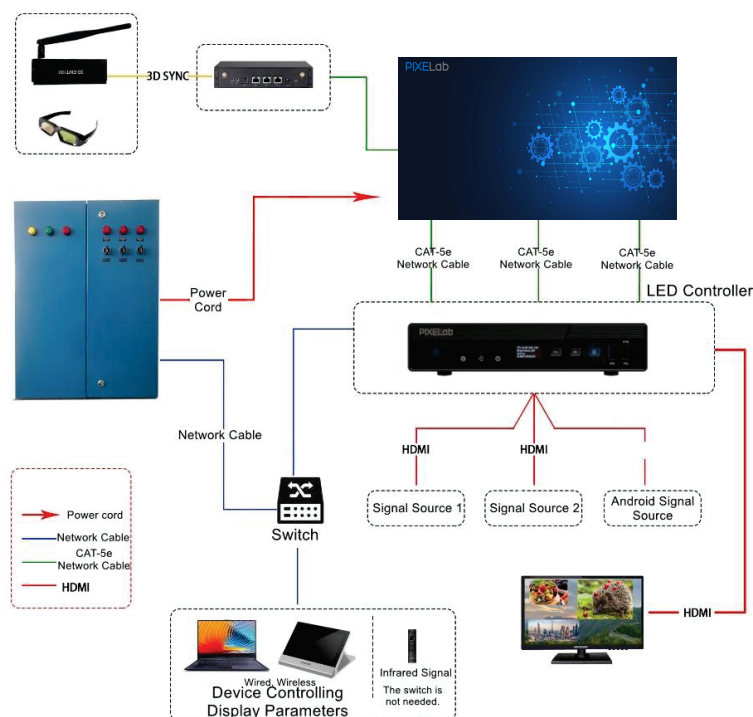 3D SYNC
PIXELab
CAT-5e
Network Cable
CAT-5e
Network Cable
CAT-5e
Network Cable
LED Controller
Power
Cord
PIXELab
Network Cable
HDMI
HDMI
Signal Source 1
Signal Source 2
Android Signal
Source
Switch
Power cord
Network Cable
CAT-5e
Network Cable
HDMI
HDMI
Wired, Wireless
Device Controlling
Display Parameters
Infrared Signal
The switch is
not needed.